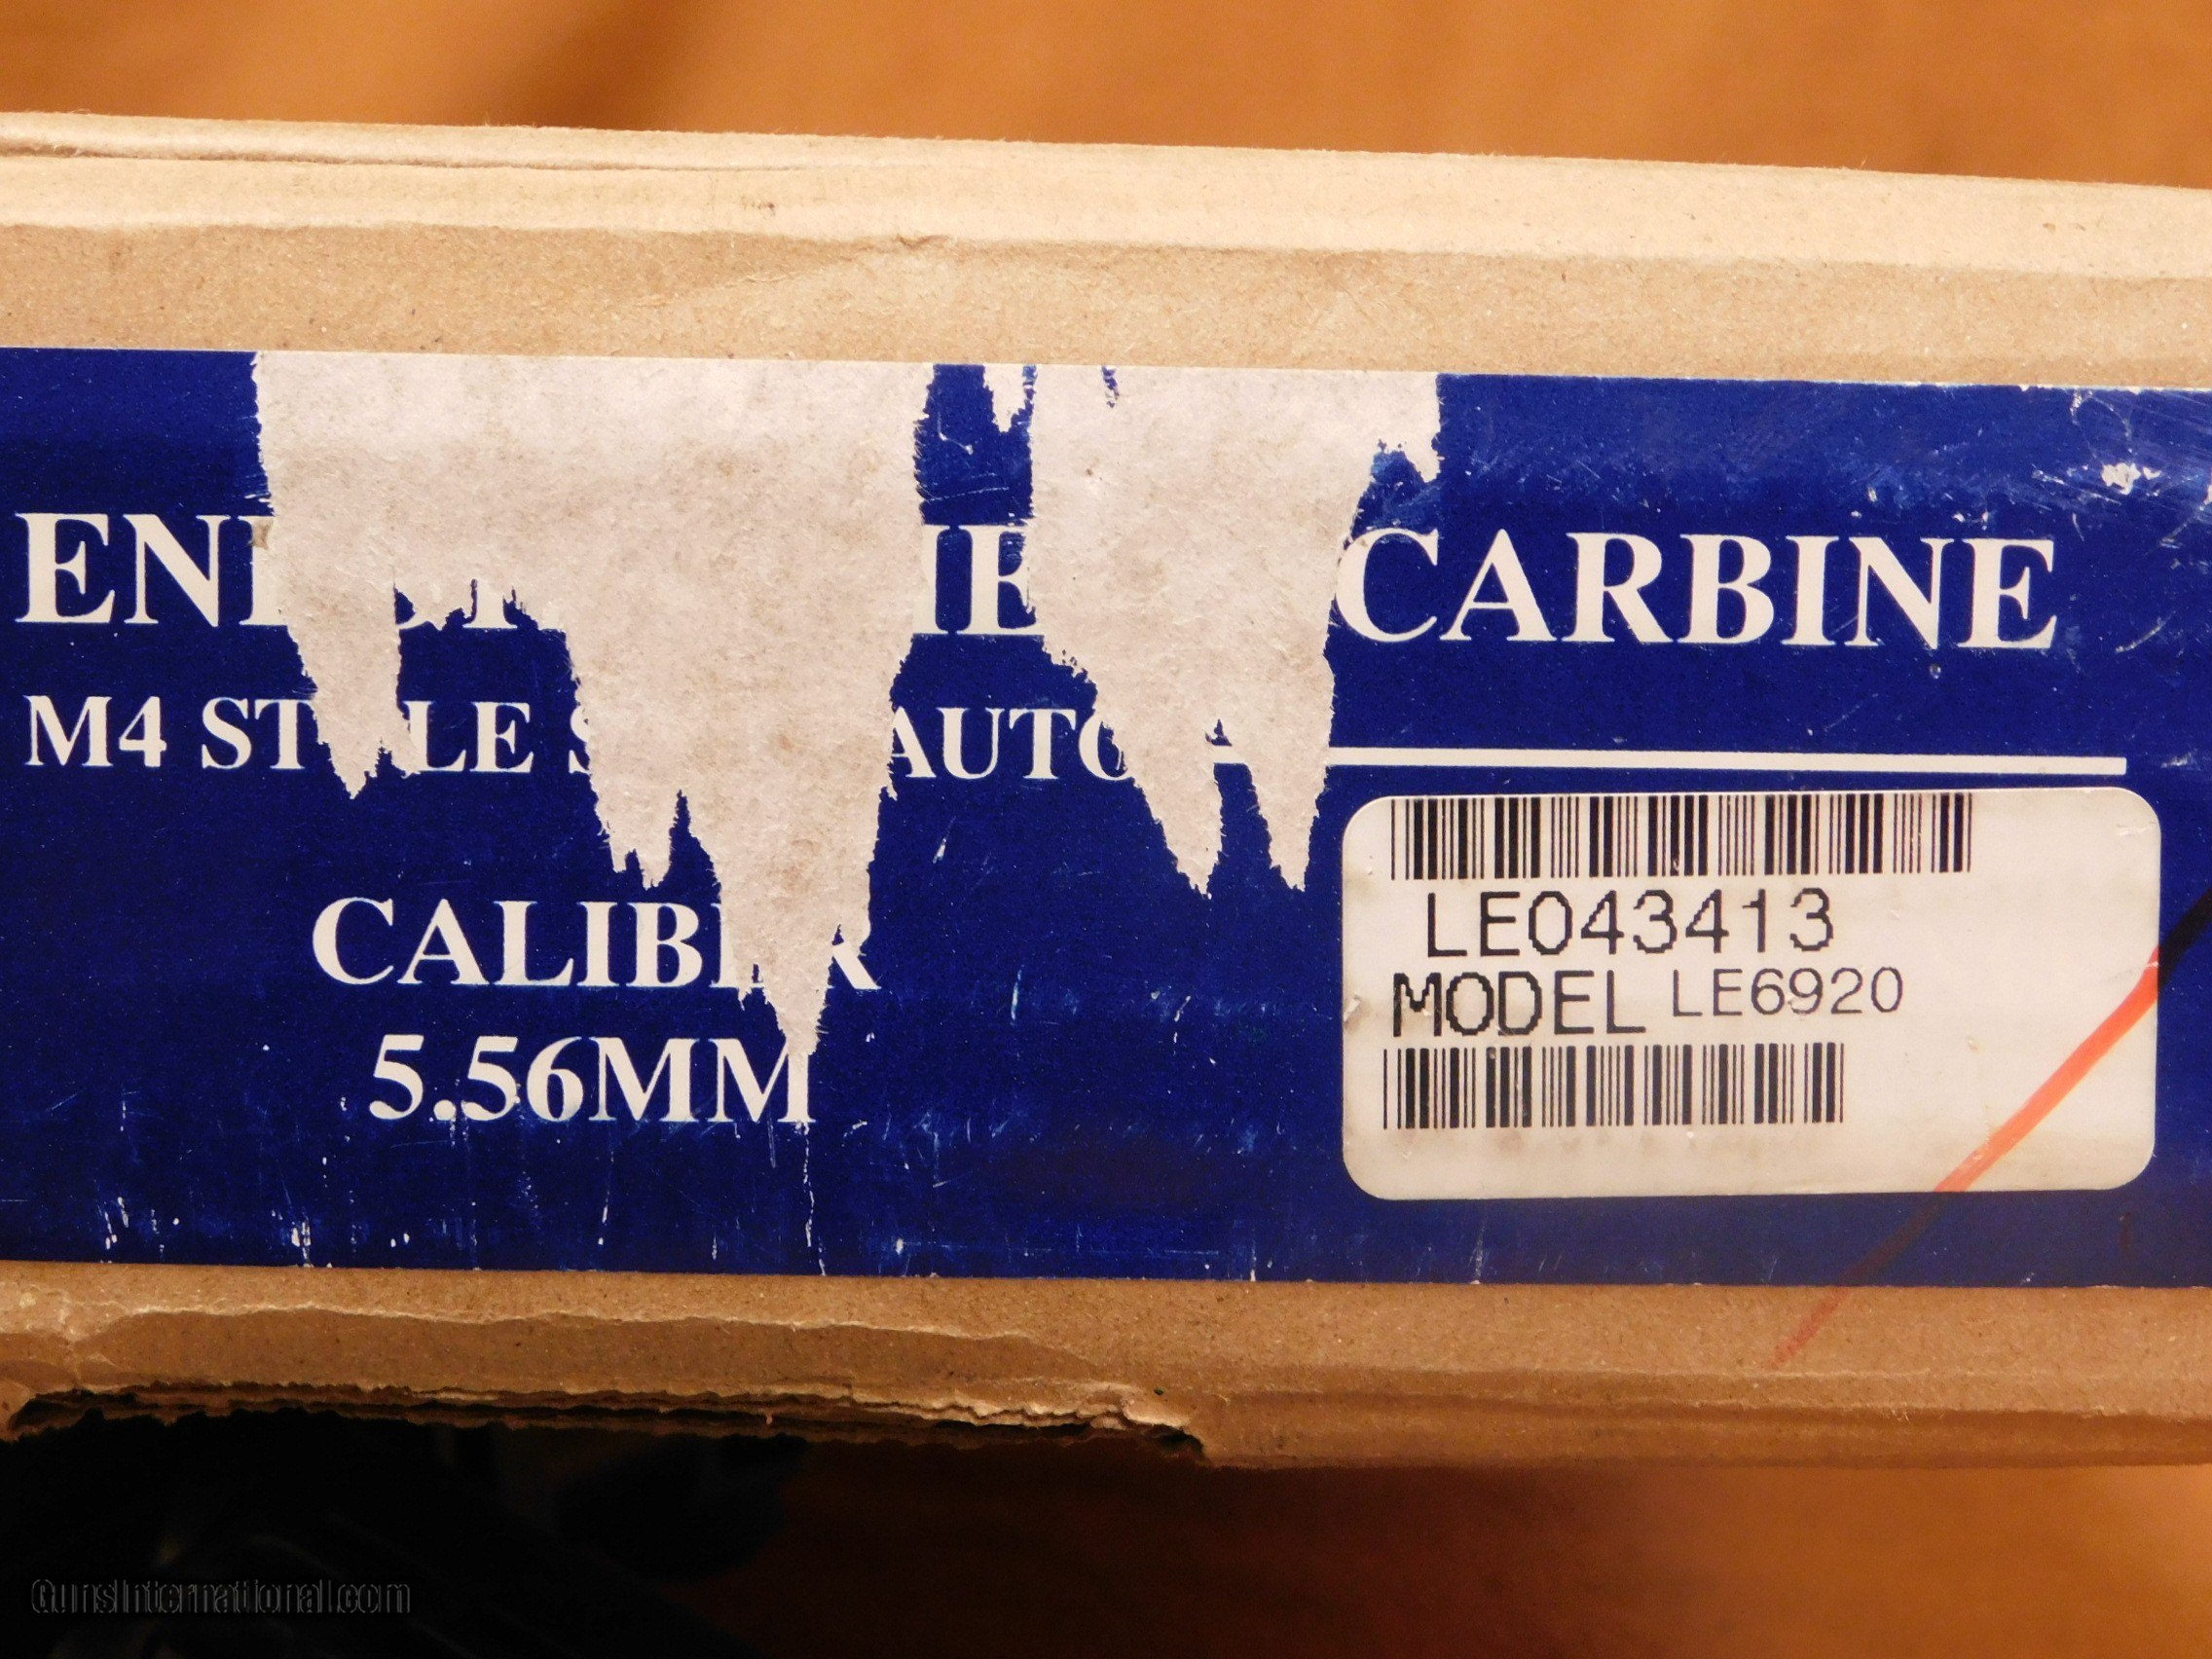 CARBINE
M4
CALIBER
5.56MM
LE043413
MODEL LE6920
GunsInternational.com